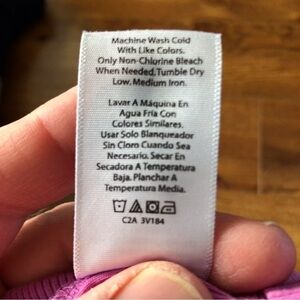 Machine Wash Cold
With Like Colors.
Only Non-Chlorine Bleach
When Needed,Tumble Dry
Low, Medium Iron.
Lavar A Máquina En
Agua Fría Con
Colores Similares.
Usar Solo Blanqueador
Sin Cloro Cuando Sea
Necesario. Secar En
Secadora A Temperatura
Baja. Planchar A
Temperatura Media.
C2A 3V184